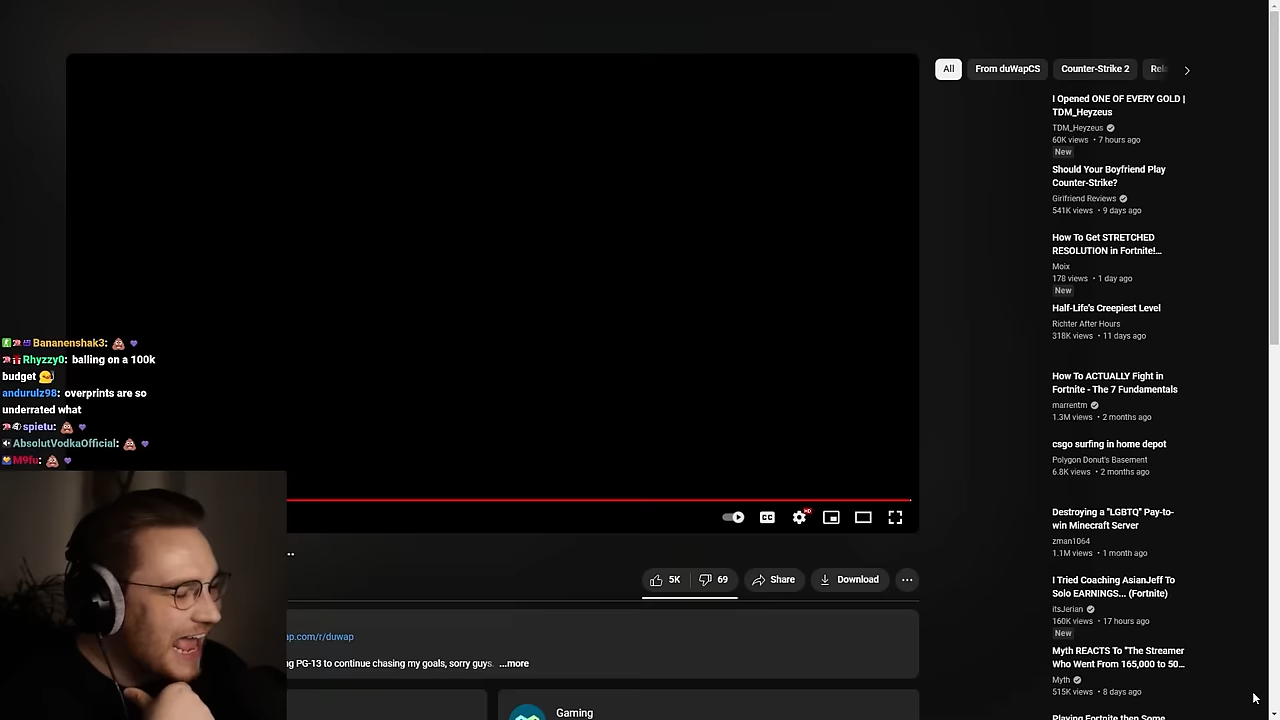 All
From duWapCS
Counter-Strike 2
I Opened ONE OF EVERY GOLD |
TDM_Heyzeus
TDM_Heyzeus
60K views • 7 hours ago
New
Should Your Boyfriend Play
Counter-Strike?
Girlfriend Reviews
541K views • 9 days ago
How To Get STRETCHED
RESOLUTION in Fortnite!...
Moix
178 views • 1 day ago
New
Half-Life's Creepiest Level
Richter After Hours
318K views • 11 days ago
How To ACTUALLY Fight in
Fortnite - The 7 Fundamentals
marrentm
1.3M views • 2 months ago
csgo surfing in home depot
Polygon Donut's Basement
6.8K views • 2 months ago
Destroying a "LGBTQ" Pay-to-
win Minecraft Server
zman1064
1.1M views • 1 month ago
I Tried Coaching AsianJeff To
Solo EARNINGS... (Fortnite)
itsJerian
160K views • 17 hours ago
New
Myth REACTS To "The Streamer
Who Went From 165,000 to 50...
Myth
515K views • 8 days ago
Playing Fortnite then Some
Bananenshak3:
Rhyzzy0: balling on a 100k
budget
andurulz98: overprints are so
underrated what
spietu:
AbsolutVodkaOfficial:
M9fu:
CC
HD
...
5K
69
Share
Download
ap.com/r/duwap
g PG-13 to continue chasing my goals, sorry guys. ...more
Gaming